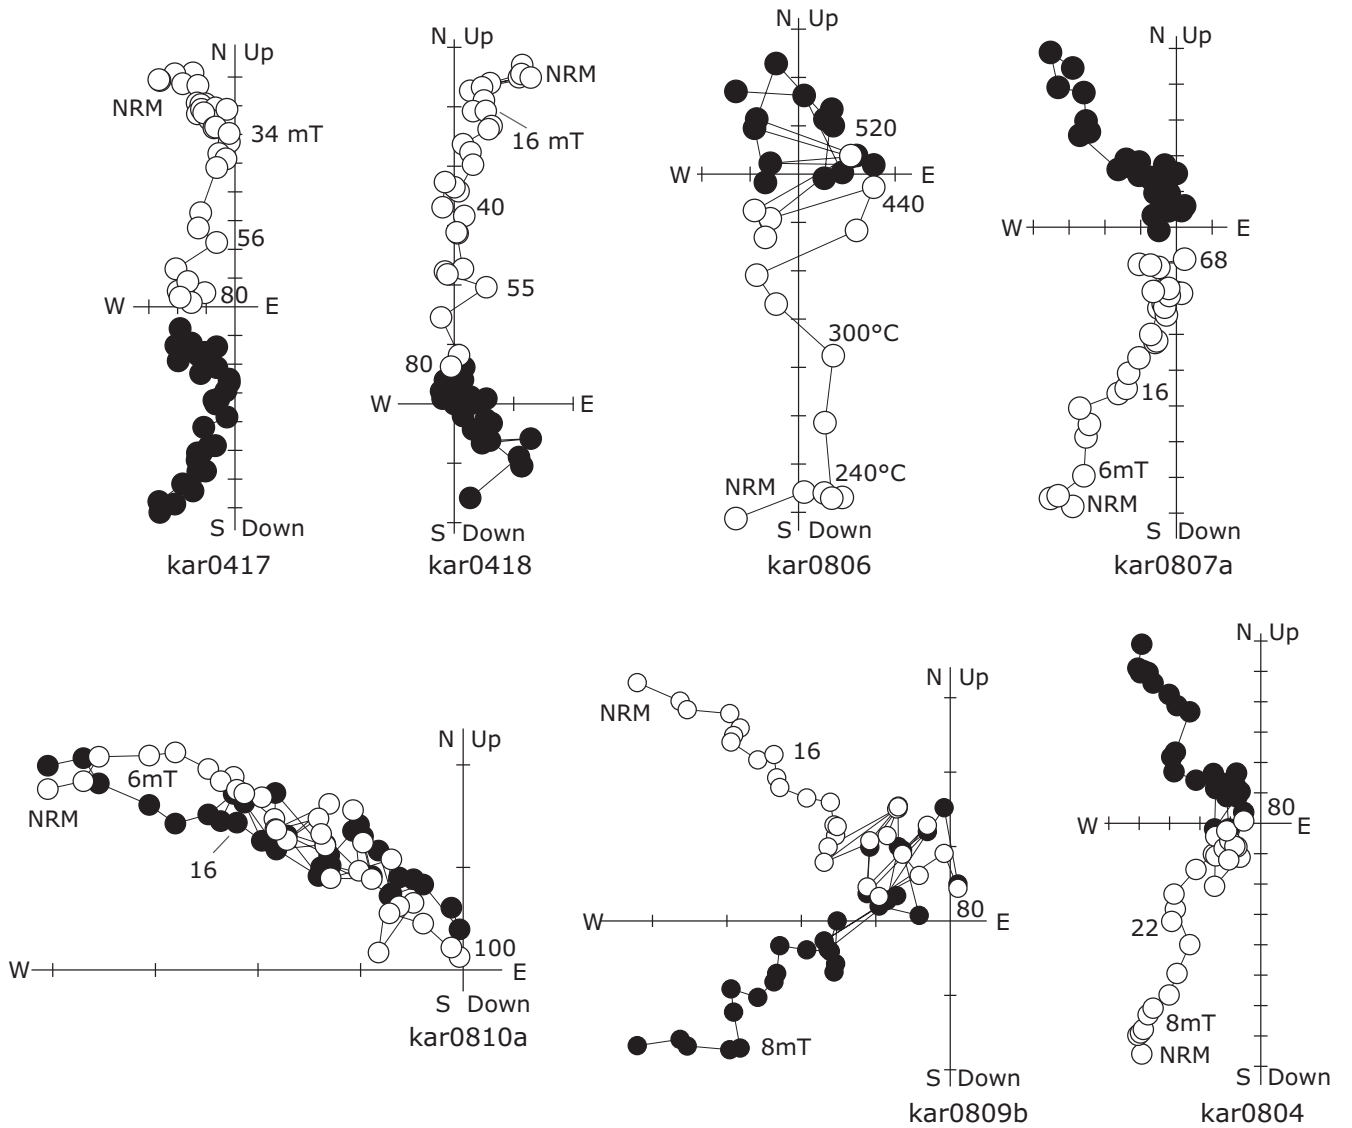 N Up
NRM
34 mT
56
80
W E
S Down
kar0417
N Up
NRM
16 mT
40
55
80
W E
S Down
kar0418
N Up
520
W E
440
300°C
240°C
NRM
S Down
kar0806
N Up
W E
68
16
6mT
NRM
S Down
kar0807a
N Up
6mT
NRM
16
100
W E
S Down
kar0810a
N Up
NRM
16
80
W E
8mT
S Down
kar0809b
N Up
80
W E
22
8mT
NRM
S Down
kar0804